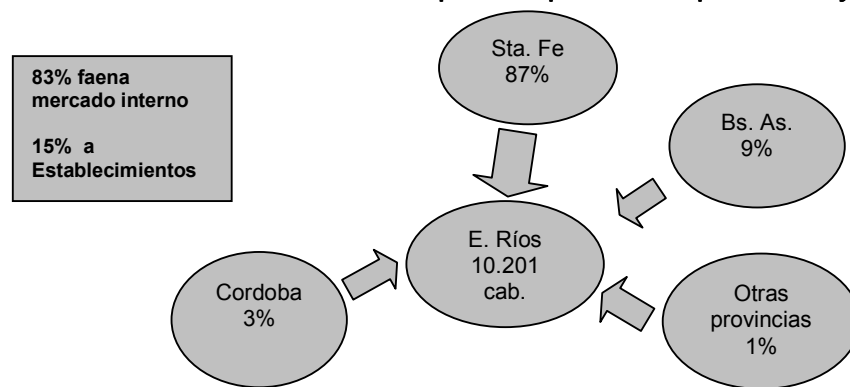 83% faena
mercado interno
15% a
Establecimientos
Sta. Fe
87%
Bs. As.
9%
E. Ríos
10.201
cab.
Cordoba
3%
Otras
provincias
1%